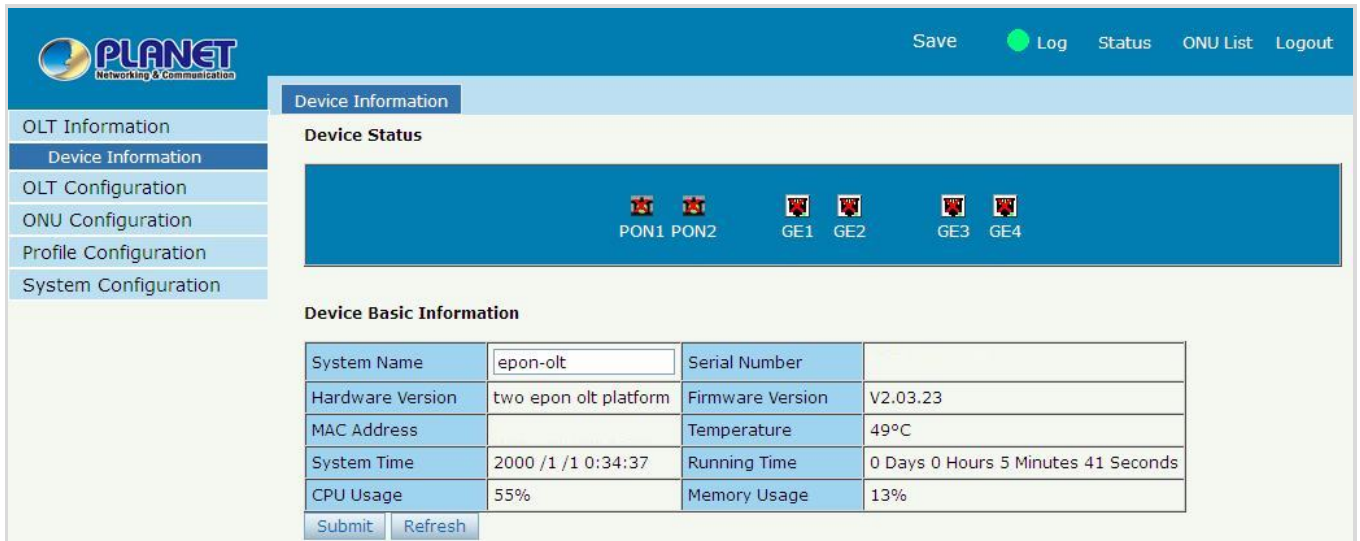 PLANET
Networking & Communication
Save Log Status ONU List Logout
Device Information
OLT Information
Device Information
OLT Configuration
ONU Configuration
Profile Configuration
System Configuration
Device Status
PON1 PON2 GE1 GE2 GE3 GE4
Device Basic Information
System Name epon-olt Serial Number
Hardware Version two epon olt platform Firmware Version V2.03.23
MAC Address Temperature 49°C
System Time 2000 /1 /1 0:34:37 Running Time 0 Days 0 Hours 5 Minutes 41 Seconds
CPU Usage 55% Memory Usage 13%
Submit Refresh